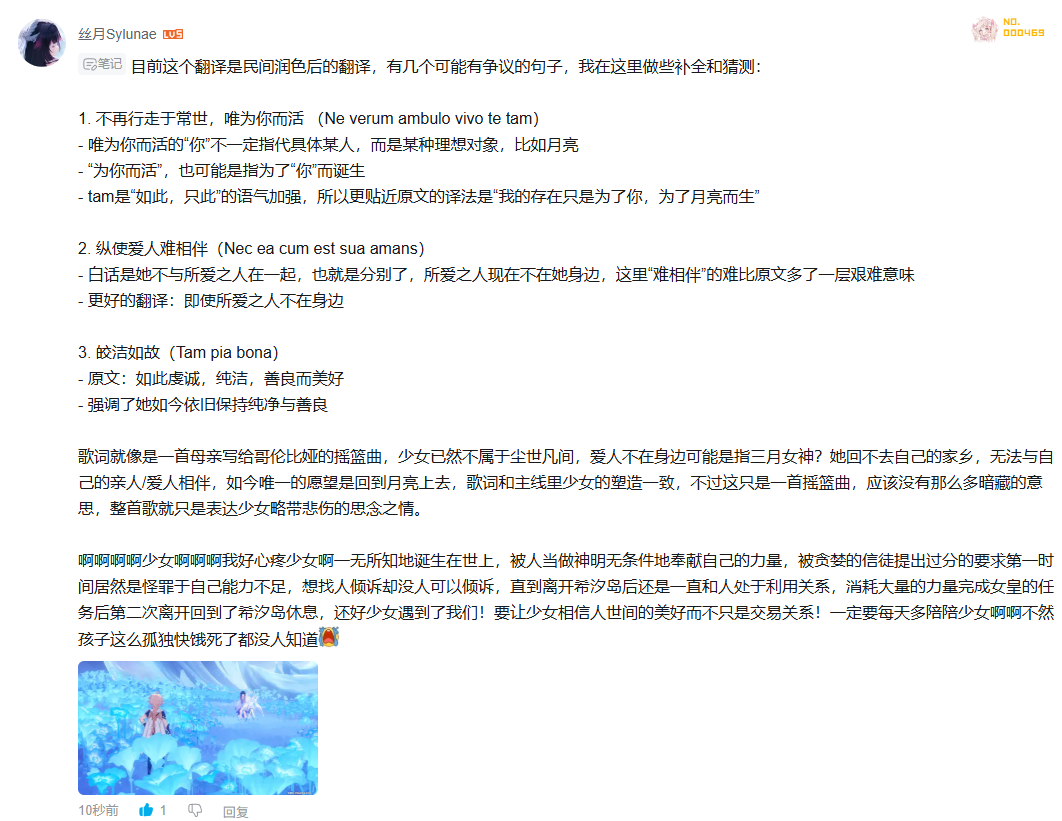 丝月Sylunae LV5
NO.
000469
笔记 目前这个翻译是民间润色后的翻译，有几个可能有争议的句子，我在这里做些补全和猜测：
1. 不再行走于常世，唯为你而活 （Ne verum ambulo vivo te tam）
- 唯为你而活的“你”不一定指代具体某人，而是某种理想对象，比如月亮
- “为你而活”，也可能是指为了“你”而诞生
- tam是“如此，只此”的语气加强，所以更贴近原文的译法是“我的存在只是为了你，为了月亮而生”
2. 纵使爱人难相伴（Nec ea cum est sua amans）
- 白话是她不与所爱之人在一起，也就是分别了，所爱之人现在不在她身边，这里“难相伴”的难比原文多了一层艰难意味
- 更好的翻译：即使所爱之人不在身边
3. 皎洁如故（Tam pia bona）
- 原文：如此虔诚，纯洁，善良而美好
- 强调了她如今依旧保持纯净与善良
歌词就像是一首母亲写给哥伦比娅的摇篮曲，少女已然不属于尘世凡间，爱人不在身边可能是指三月女神？她回不去自己的家乡，无法与自
己的亲人/爱人相伴，如今唯一的愿望是回到月亮上去，歌词和主线里少女的塑造一致，不过这只是一首摇篮曲，应该没有那么多暗藏的意
思，整首歌就只是表达少女略带悲伤的思念之情。
啊啊啊啊少女啊啊啊我好心疼少女啊一无所知地诞生在世上，被人当做神明无条件地奉献自己的力量，被贪婪的信徒提出过分的要求第一时
间居然是怪罪于自己能力不足，想找人倾诉却没人可以倾诉，直到离开希汐岛后还是一直和人处于利用关系，消耗大量的力量完成女皇的任
务后第二次离开回到了希汐岛休息，还好少女遇到了我们！要让少女相信人世间的美好而不只是交易关系！一定要每天多陪陪少女啊啊不然
孩子这么孤独快饿死了都没人知道
10秒前 1 回复